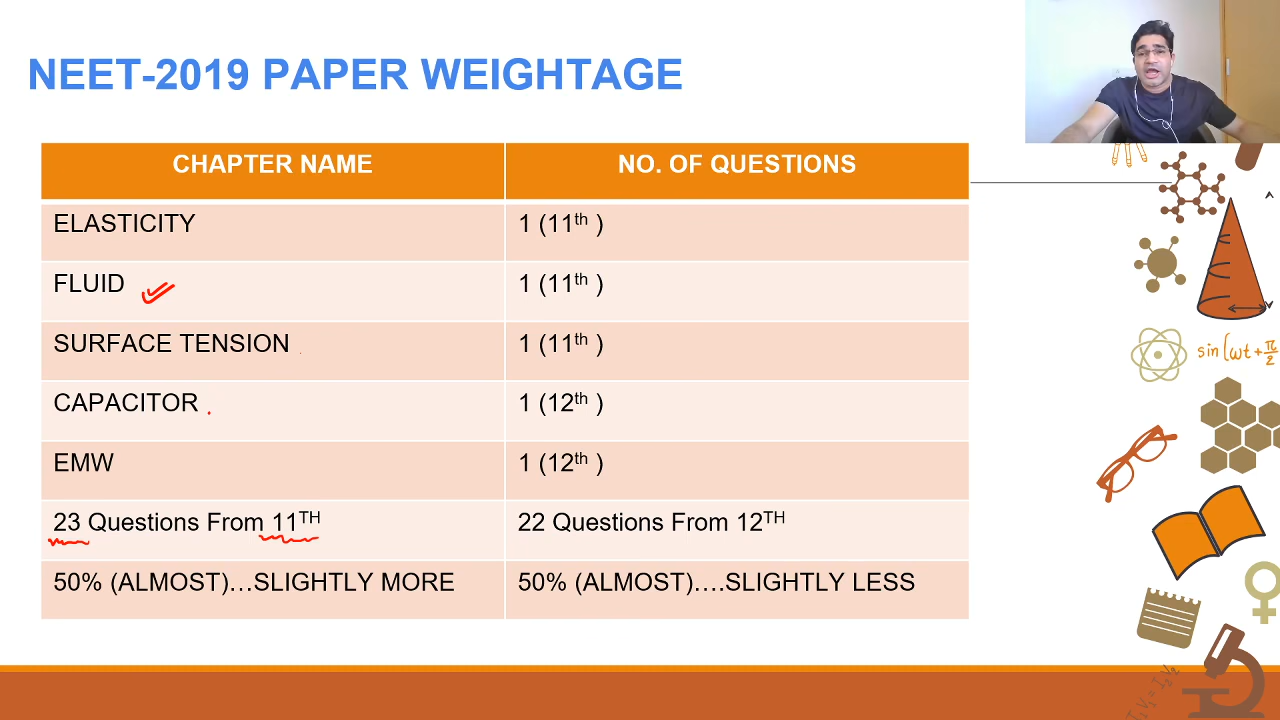 NEET-2019 PAPER WEIGHTAGE
CHAPTER NAME NO. OF QUESTIONS
ELASTICITY 1 (11th )
FLUID 1 (11th )
SURFACE TENSION 1 (11th )
CAPACITOR 1 (12th )
EMW 1 (12th )
23 Questions From 11TH 22 Questions From 12TH
50% (ALMOST)...SLIGHTLY MORE 50% (ALMOST)....SLIGHTLY LESS
sin(ωt+π/2
I₁V₁=I₂V₂